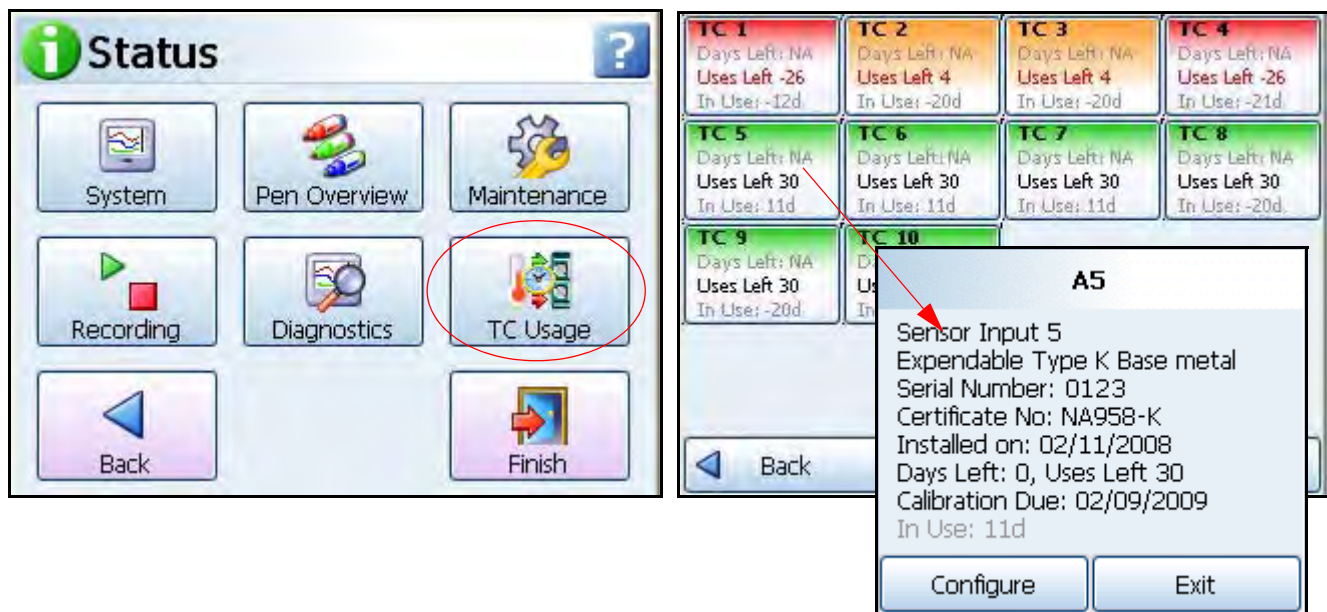 Status
?
System
Pen Overview
Maintenance
Recording
Diagnostics
TC Usage
Back
Finish
TC 1
Days Left: NA
Uses Left -26
In Use: -12d
TC 2
Days Left: NA
Uses Left 4
In Use: -20d
TC 3
Days Left: NA
Uses Left 4
In Use: -20d
TC 4
Days Left: NA
Uses Left -26
In Use: -21d
TC 5
Days Left: NA
Uses Left 30
In Use: 11d
TC 6
Days Left: NA
Uses Left 30
In Use: 11d
TC 7
Days Left: NA
Uses Left 30
In Use: 11d
TC 8
Days Left: NA
Uses Left 30
In Use: -20d
TC 9
Days Left: NA
Uses Left 30
In Use: -20d
TC 10
Back
A5
Sensor Input 5
Expendable Type K Base metal
Serial Number: 0123
Certificate No: NA958-K
Installed on: 02/11/2008
Days Left: 0, Uses Left 30
Calibration Due: 02/09/2009
In Use: 11d
Configure
Exit